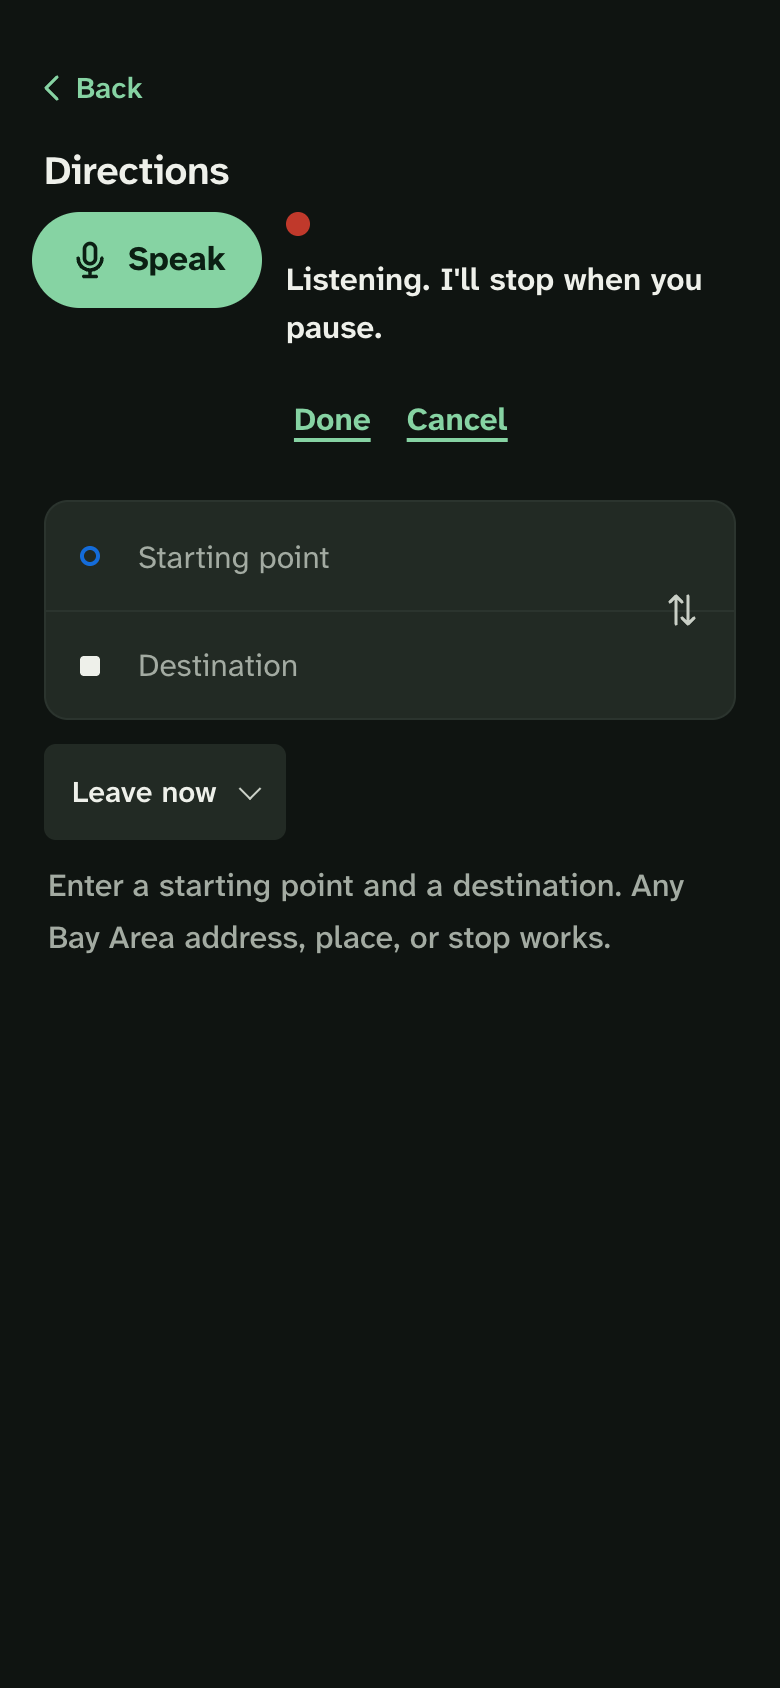 Back
Directions
Speak
Listening. I'll stop when you
pause.
Done Cancel
Starting point
Destination
Leave now
Enter a starting point and a destination. Any
Bay Area address, place, or stop works.